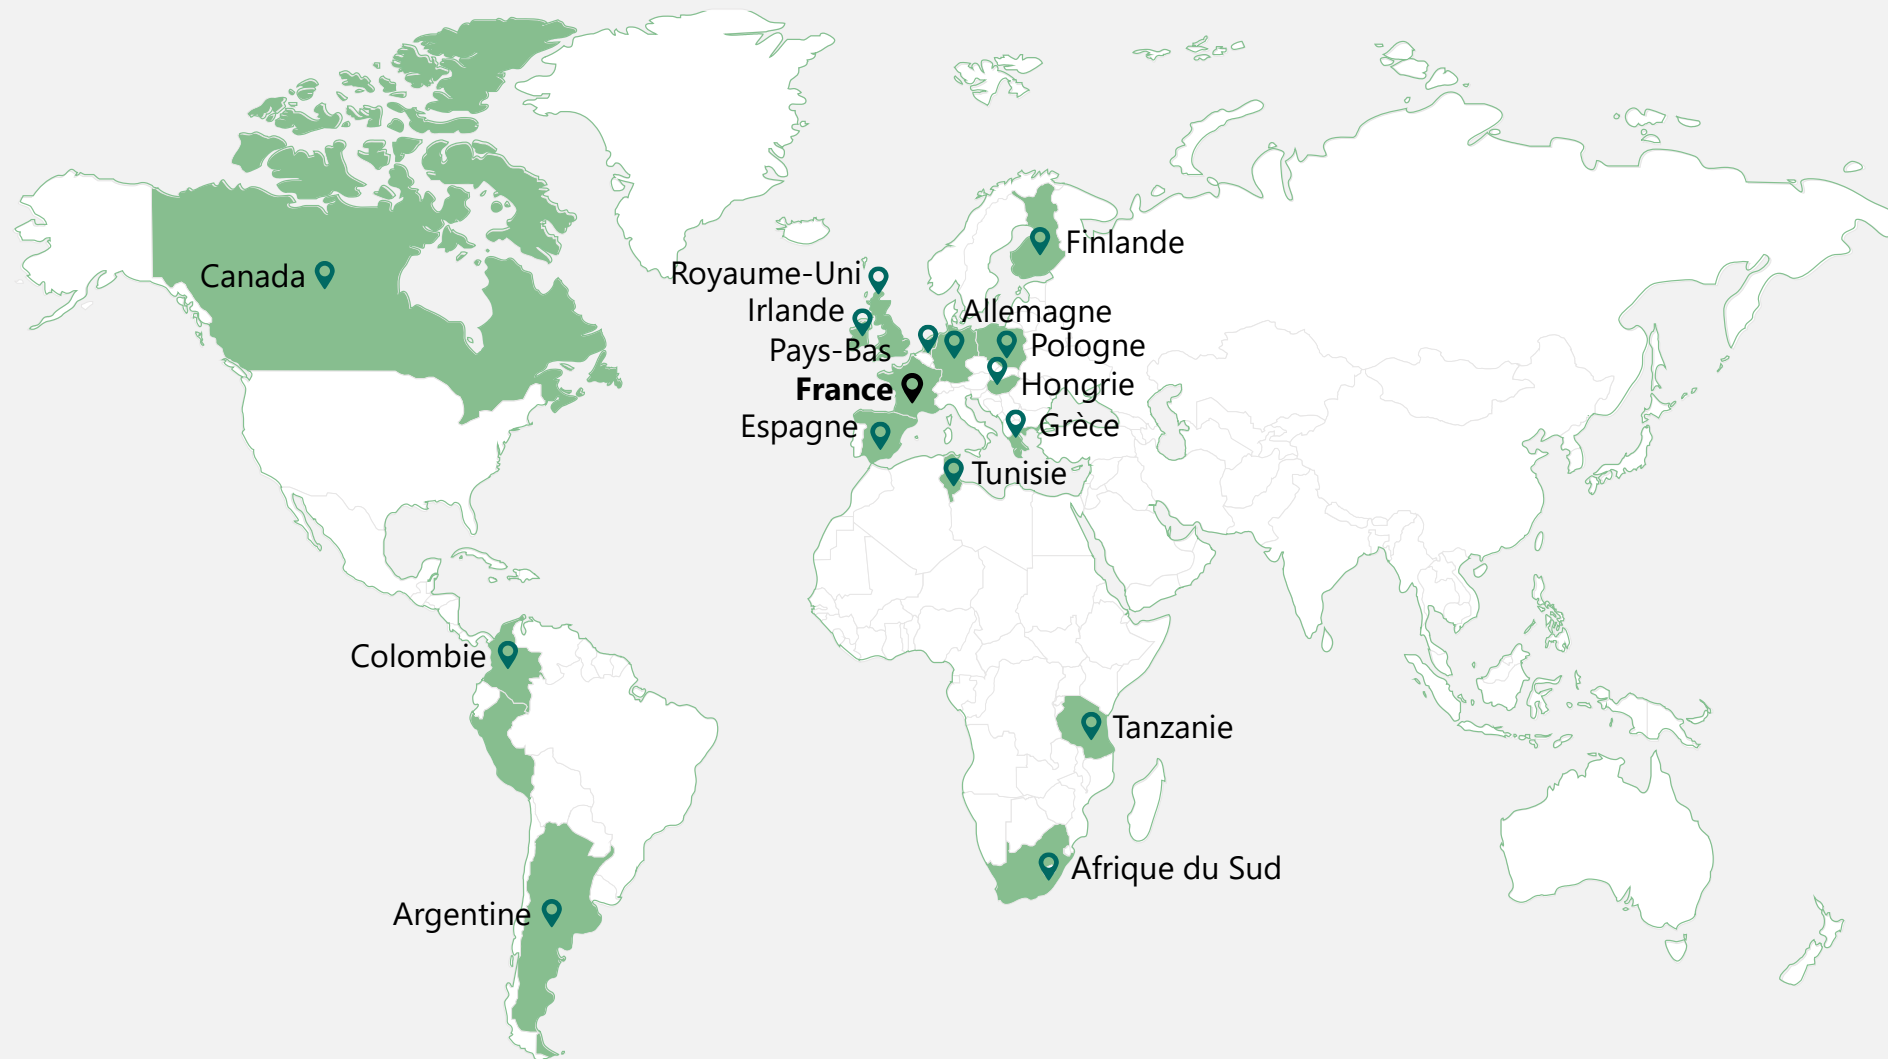 Finlande
Royaume-Uni
Canada
Irlande
Allemagne
Pays-Bas
Pologne
France
Hongrie
Espagne
Grèce
Tunisie
Colombie
Tanzanie
Afrique du Sud
Argentine